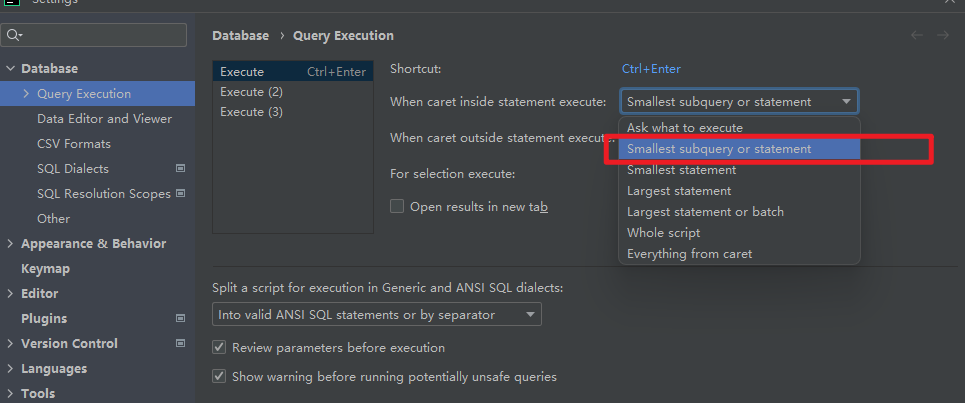 Settings
Database › Query Execution
Database
Query Execution
Data Editor and Viewer
CSV Formats
SQL Dialects
SQL Resolution Scopes
Other
Appearance & Behavior
Keymap
Editor
Plugins
Version Control
Languages
Tools
Execute Ctrl+Enter
Execute (2)
Execute (3)
Shortcut: Ctrl+Enter
When caret inside statement execute: Smallest subquery or statement
When caret outside statement execute:
For selection execute:
Open results in new tab
Ask what to execute
Smallest subquery or statement
Smallest statement
Largest statement
Largest statement or batch
Whole script
Everything from caret
Split a script for execution in Generic and ANSI SQL dialects:
Into valid ANSI SQL statements or by separator
Review parameters before execution
Show warning before running potentially unsafe queries